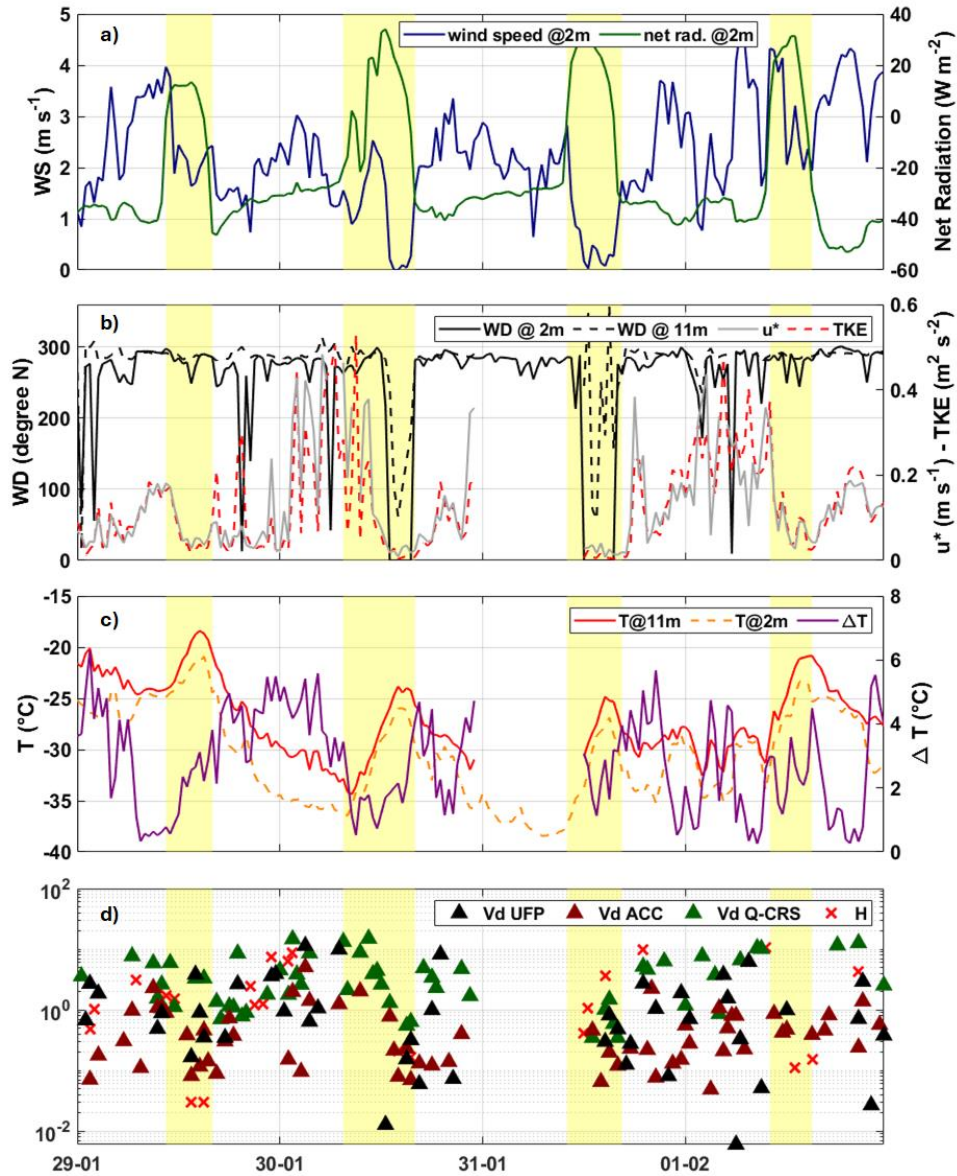 a)
wind speed @2m net rad. @2m
WS (m s⁻¹)
Net Radiation (W m⁻²)
5 40
4 20
3 0
2 -20
1 -40
0 -60
b)
WD @ 2m WD @ 11m u* TKE
WD (degree N)
u* (m s⁻¹) - TKE (m² s⁻²)
0.6
300
0.4
200
0.2
100
0 0
c)
T@11m T@2m ΔT
T (°C)
Δ T (°C)
-15 8
-20 6
-25
-30 4
-35 2
-40 0
d)
Vd UFP Vd ACC Vd Q-CRS H
10²
10⁰
10⁻²
29-01 30-01 31-01 01-02